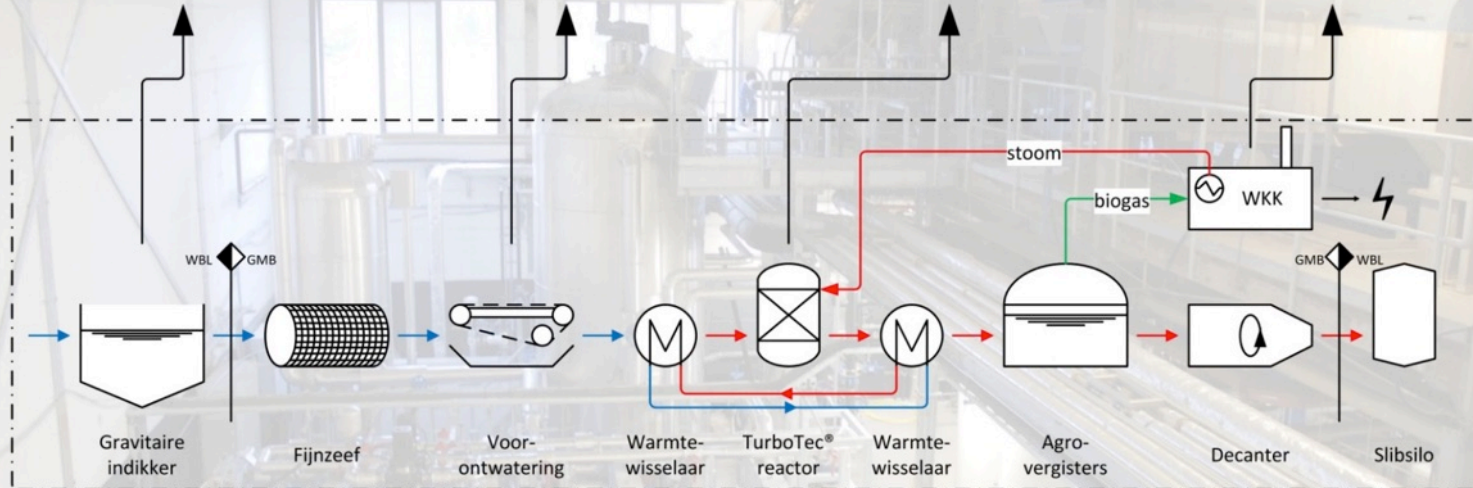 stoom
biogas
WKK
WBL GMB
GMB WBL
Gravitaire
indikker
Fijnzeef
Voor-
ontwatering
Warmte-
wisselaar
TurboTec®
reactor
Warmte-
wisselaar
Agro-
vergisters
Decanter
Slibsilo